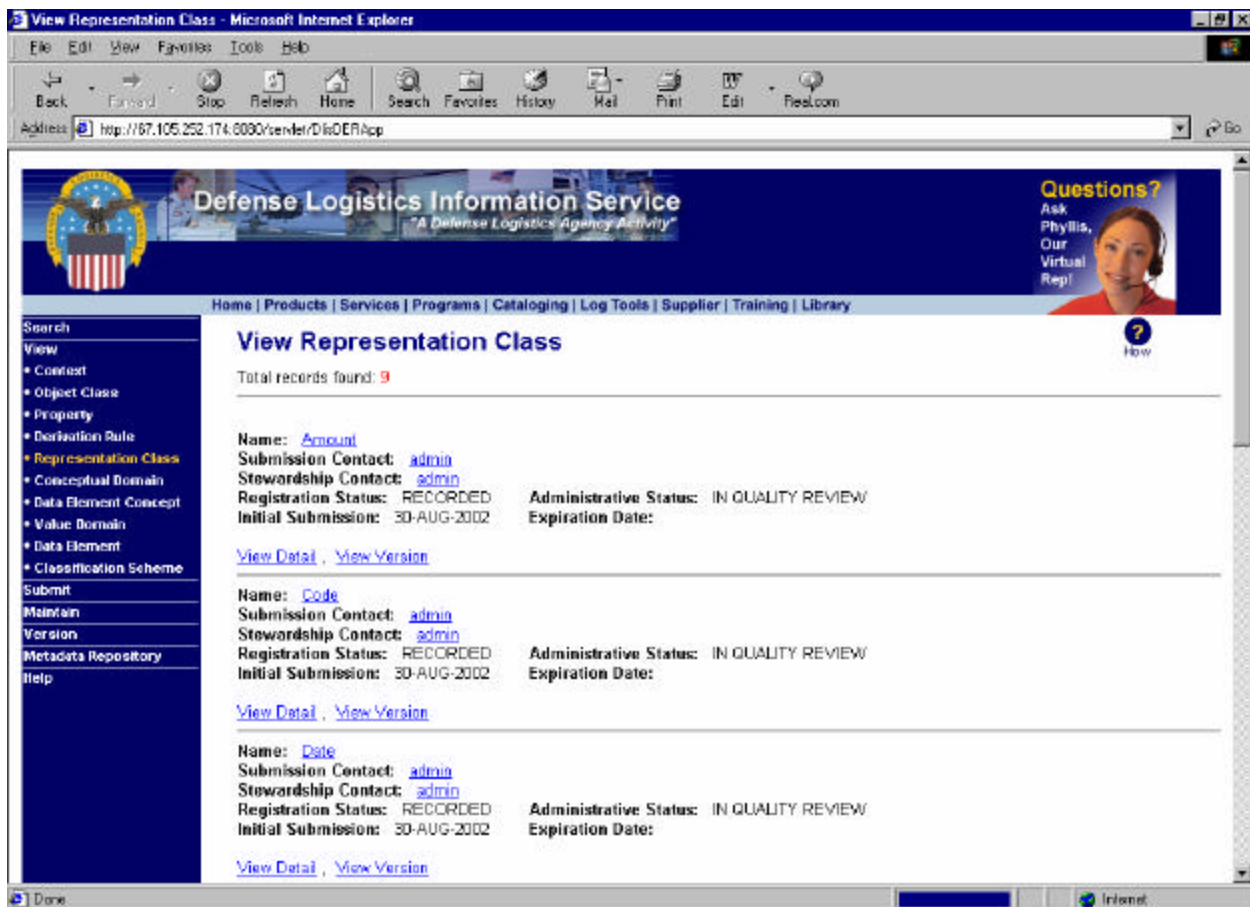 View Representation Class - Microsoft Internet Explorer
File Edit View Favorites Tools Help
Back Forward Stop Refresh Home Search Favorites History Mail Print Edit Real.com
Address http://67.105.252.174:8080/servlet/DlisDERApp Go
Defense Logistics Information Service
"A Defense Logistics Agency Activity"
Questions?
Ask
Phyllis,
Our
Virtual
Rep!
Home | Products | Services | Programs | Cataloging | Log Tools | Supplier | Training | Library
Search
View
• Context
• Object Class
• Property
• Derivation Rule
• Representation Class
• Conceptual Domain
• Data Element Concept
• Value Domain
• Data Element
• Classification Scheme
Submit
Maintain
Version
Metadata Repository
Help
View Representation Class
? How
Total records found: 9
Name: Amount
Submission Contact: admin
Stewardship Contact: admin
Registration Status: RECORDED Administrative Status: IN QUALITY REVIEW
Initial Submission: 30-AUG-2002 Expiration Date:
View Detail , View Version
Name: Code
Submission Contact: admin
Stewardship Contact: admin
Registration Status: RECORDED Administrative Status: IN QUALITY REVIEW
Initial Submission: 30-AUG-2002 Expiration Date:
View Detail , View Version
Name: Date
Submission Contact: admin
Stewardship Contact: admin
Registration Status: RECORDED Administrative Status: IN QUALITY REVIEW
Initial Submission: 30-AUG-2002 Expiration Date:
View Detail , View Version
Done Internet